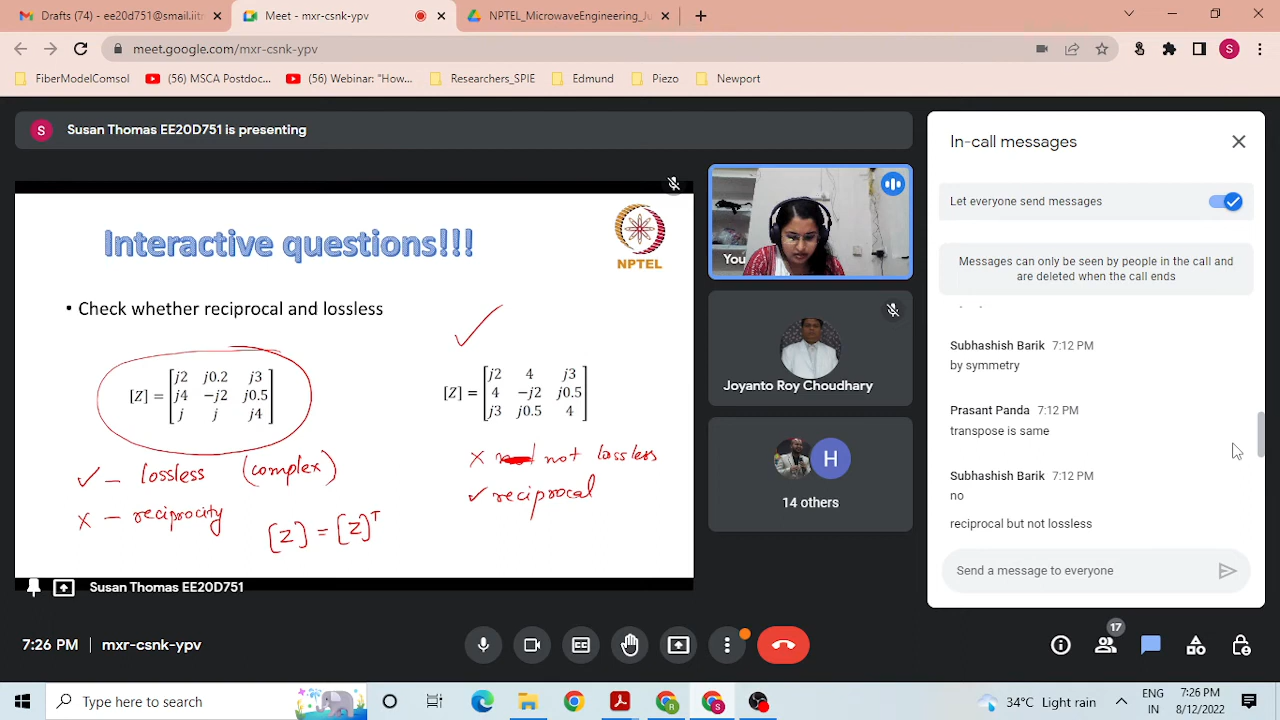 Drafts (74) - email@gmail.iitm
Meet - mxr-csnk-ypv
NPTEL_MicrowaveEngineering_Ju
meet.google.com/mxr-csnk-ypv
FiberModelComsol
(56) MSCA Postdoc...
(56) Webinar: "How...
Researchers_SPIE
Edmund
Piezo
Newport
S Susan Thomas EE20D751 is presenting
Interactive questions!!!
NPTEL
• Check whether reciprocal and lossless
[Z] = [j2 j0.2 j3
j4 −j2 j0.5
j j j4]
✓ – lossless (complex)
X – reciprocity
[Z] = [Z]ᵀ
✓
[Z] = [j2 4 j3
4 −j2 j0.5
j3 j0.5 4]
X not lossless
✓ reciprocal
Susan Thomas EE20D751
You
Joyanto Roy Choudhary
H
14 others
In-call messages
Let everyone send messages
Messages can only be seen by people in the call and
are deleted when the call ends
Subhashish Barik 7:12 PM
by symmetry
Prasant Panda 7:12 PM
transpose is same
Subhashish Barik 7:12 PM
no
reciprocal but not lossless
Send a message to everyone
7:26 PM | mxr-csnk-ypv
17
Type here to search
34°C Light rain
ENG
IN
7:26 PM
8/12/2022